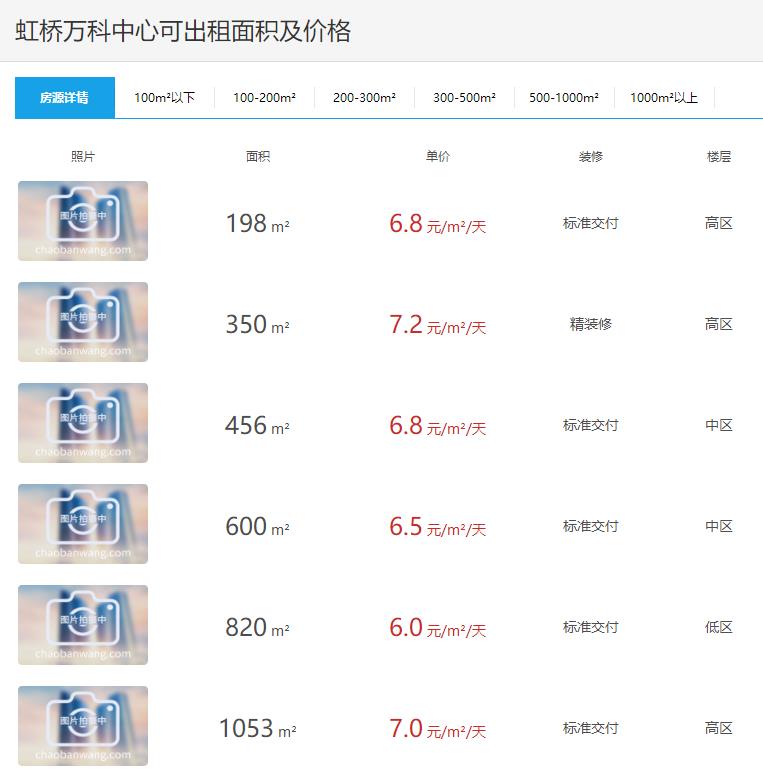 虹桥万科中心可出租面积及价格
房源详情 100m²以下 100-200m² 200-300m² 300-500m² 500-1000m² 1000m²以上
照片 面积 单价 装修 楼层
图片拍摄中
chaobanwang.com
198 m² 6.8 元/m²/天 标准交付 高区
图片拍摄中
chaobanwang.com
350 m² 7.2 元/m²/天 精装修 高区
图片拍摄中
chaobanwang.com
456 m² 6.8 元/m²/天 标准交付 中区
图片拍摄中
chaobanwang.com
600 m² 6.5 元/m²/天 标准交付 中区
图片拍摄中
chaobanwang.com
820 m² 6.0 元/m²/天 标准交付 低区
图片拍摄中
chaobanwang.com
1053 m² 7.0 元/m²/天 标准交付 高区